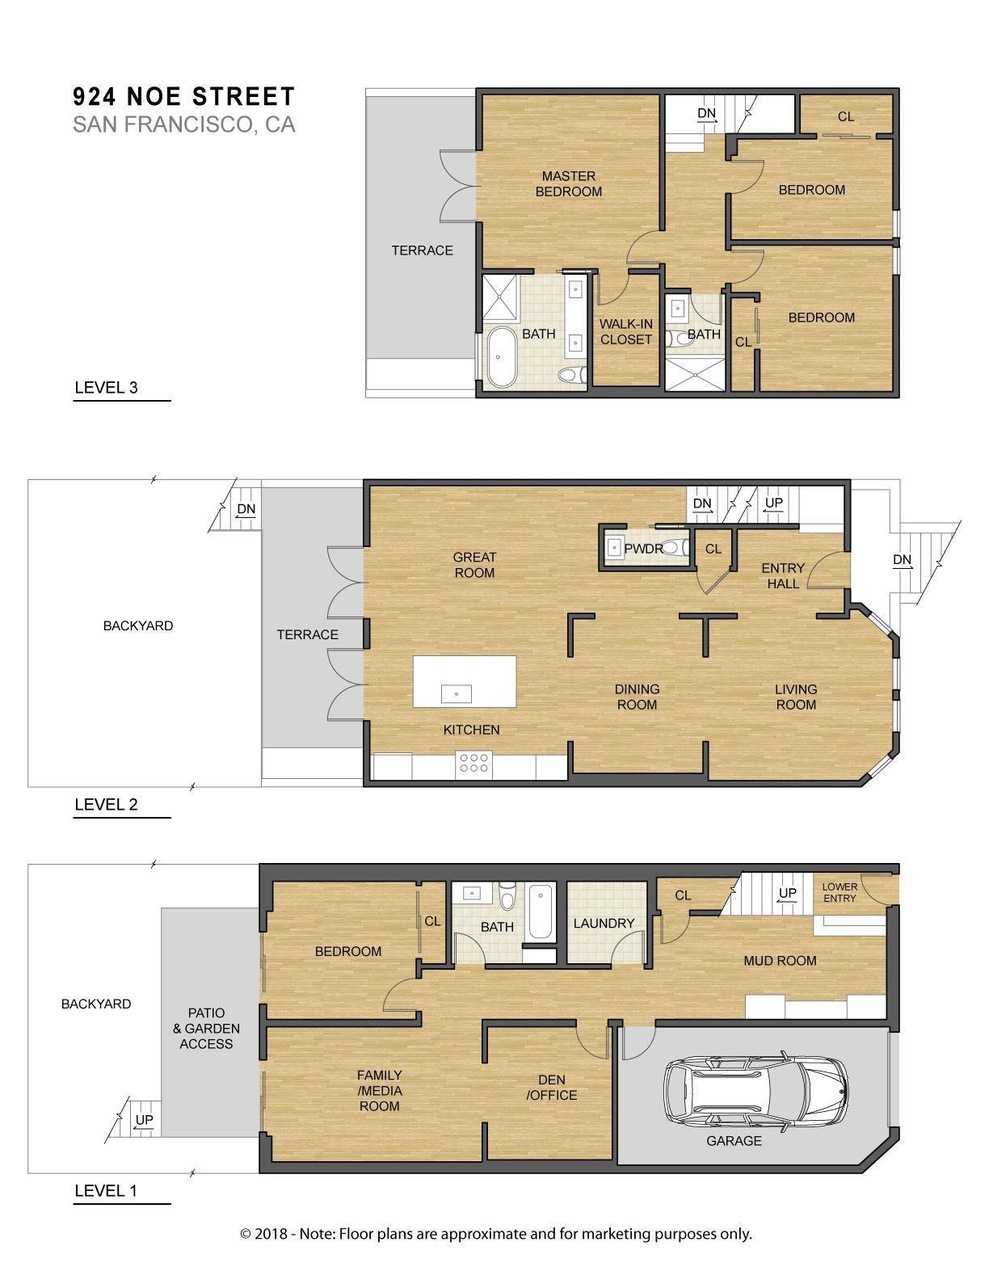 924 NOE STREET
SAN FRANCISCO, CA
DN
CL
MASTER
BEDROOM
BEDROOM
TERRACE
BEDROOM
WALK-IN
CLOSET
BATH
BATH
CL
LEVEL 3
DN
DN
UP
PWDR
CL
GREAT
ROOM
ENTRY
HALL
DN
BACKYARD
TERRACE
DINING
ROOM
LIVING
ROOM
KITCHEN
LEVEL 2
CL
UP
LOWER
ENTRY
CL
BATH
LAUNDRY
BEDROOM
MUD ROOM
BACKYARD
PATIO
& GARDEN
ACCESS
FAMILY
/MEDIA
ROOM
DEN
/OFFICE
UP
GARAGE
LEVEL 1
© 2018 - Note: Floor plans are approximate and for marketing purposes only.